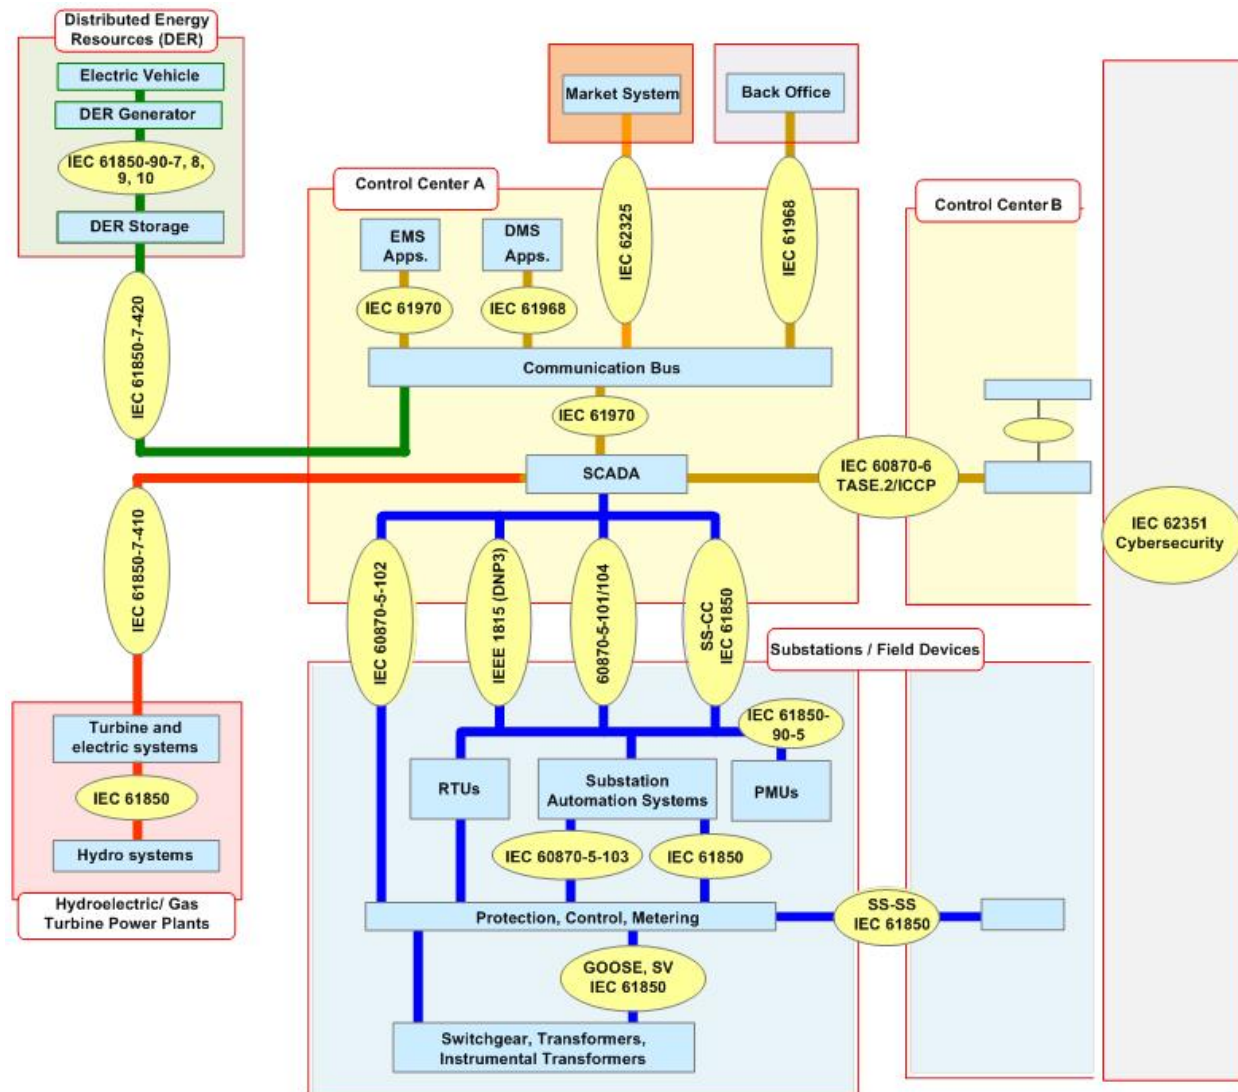 Distributed Energy
Resources (DER)
Electric Vehicle
DER Generator
IEC 61850-90-7, 8,
9, 10
DER Storage
IEC 61850-7-420
Market System
Back Office
Control Center A
Control Center B
EMS
Apps.
DMS
Apps.
IEC 62325
IEC 61968
IEC 61970
IEC 61968
Communication Bus
IEC 61970
SCADA
IEC 60870-6
TASE.2/ICCP
IEC 62351
Cybersecurity
IEC 61850-7-410
IEC 60870-5-102
IEEE 1815 (DNP3)
60870-5-101/104
SS-CC
IEC 61850
Substations / Field Devices
Turbine and
electric systems
IEC 61850
Hydro systems
Hydroelectric/ Gas
Turbine Power Plants
IEC 61850-
90-5
RTUs
Substation
Automation Systems
PMUs
IEC 60870-5-103
IEC 61850
Protection, Control, Metering
SS-SS
IEC 61850
GOOSE, SV
IEC 61850
Switchgear, Transformers,
Instrumental Transformers